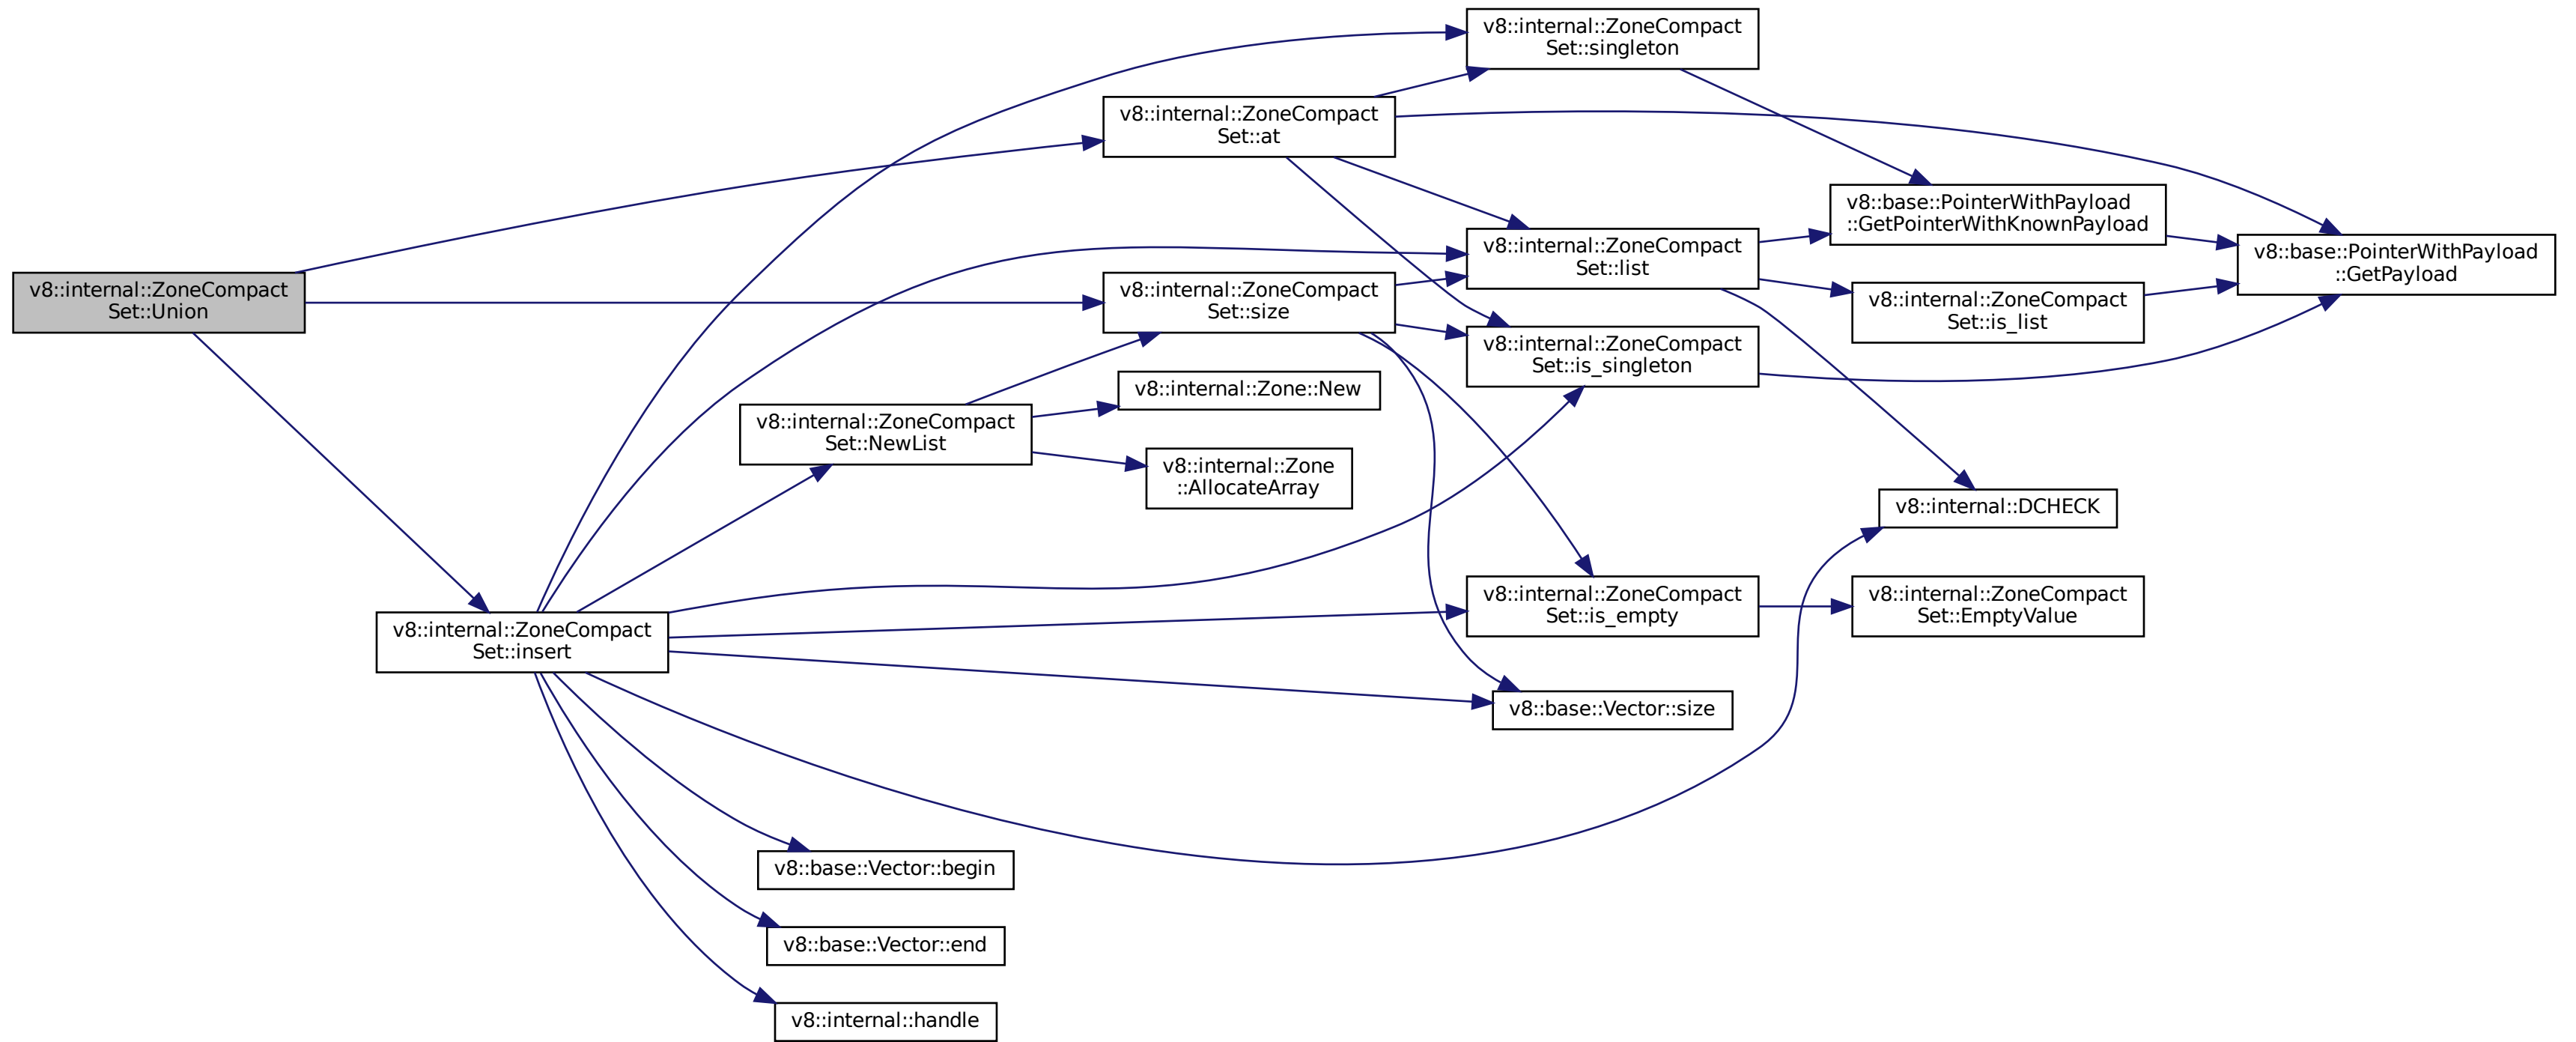 v8::internal::ZoneCompact
Set::Union
v8::internal::ZoneCompact
Set::insert
v8::internal::ZoneCompact
Set::NewList
v8::base::Vector::begin
v8::base::Vector::end
v8::internal::handle
v8::internal::ZoneCompact
Set::at
v8::internal::ZoneCompact
Set::size
v8::internal::Zone::New
v8::internal::Zone
::AllocateArray
v8::internal::ZoneCompact
Set::singleton
v8::internal::ZoneCompact
Set::list
v8::internal::ZoneCompact
Set::is_singleton
v8::internal::ZoneCompact
Set::is_empty
v8::base::Vector::size
v8::base::PointerWithPayload
::GetPointerWithKnownPayload
v8::internal::ZoneCompact
Set::is_list
v8::internal::DCHECK
v8::internal::ZoneCompact
Set::EmptyValue
v8::base::PointerWithPayload
::GetPayload